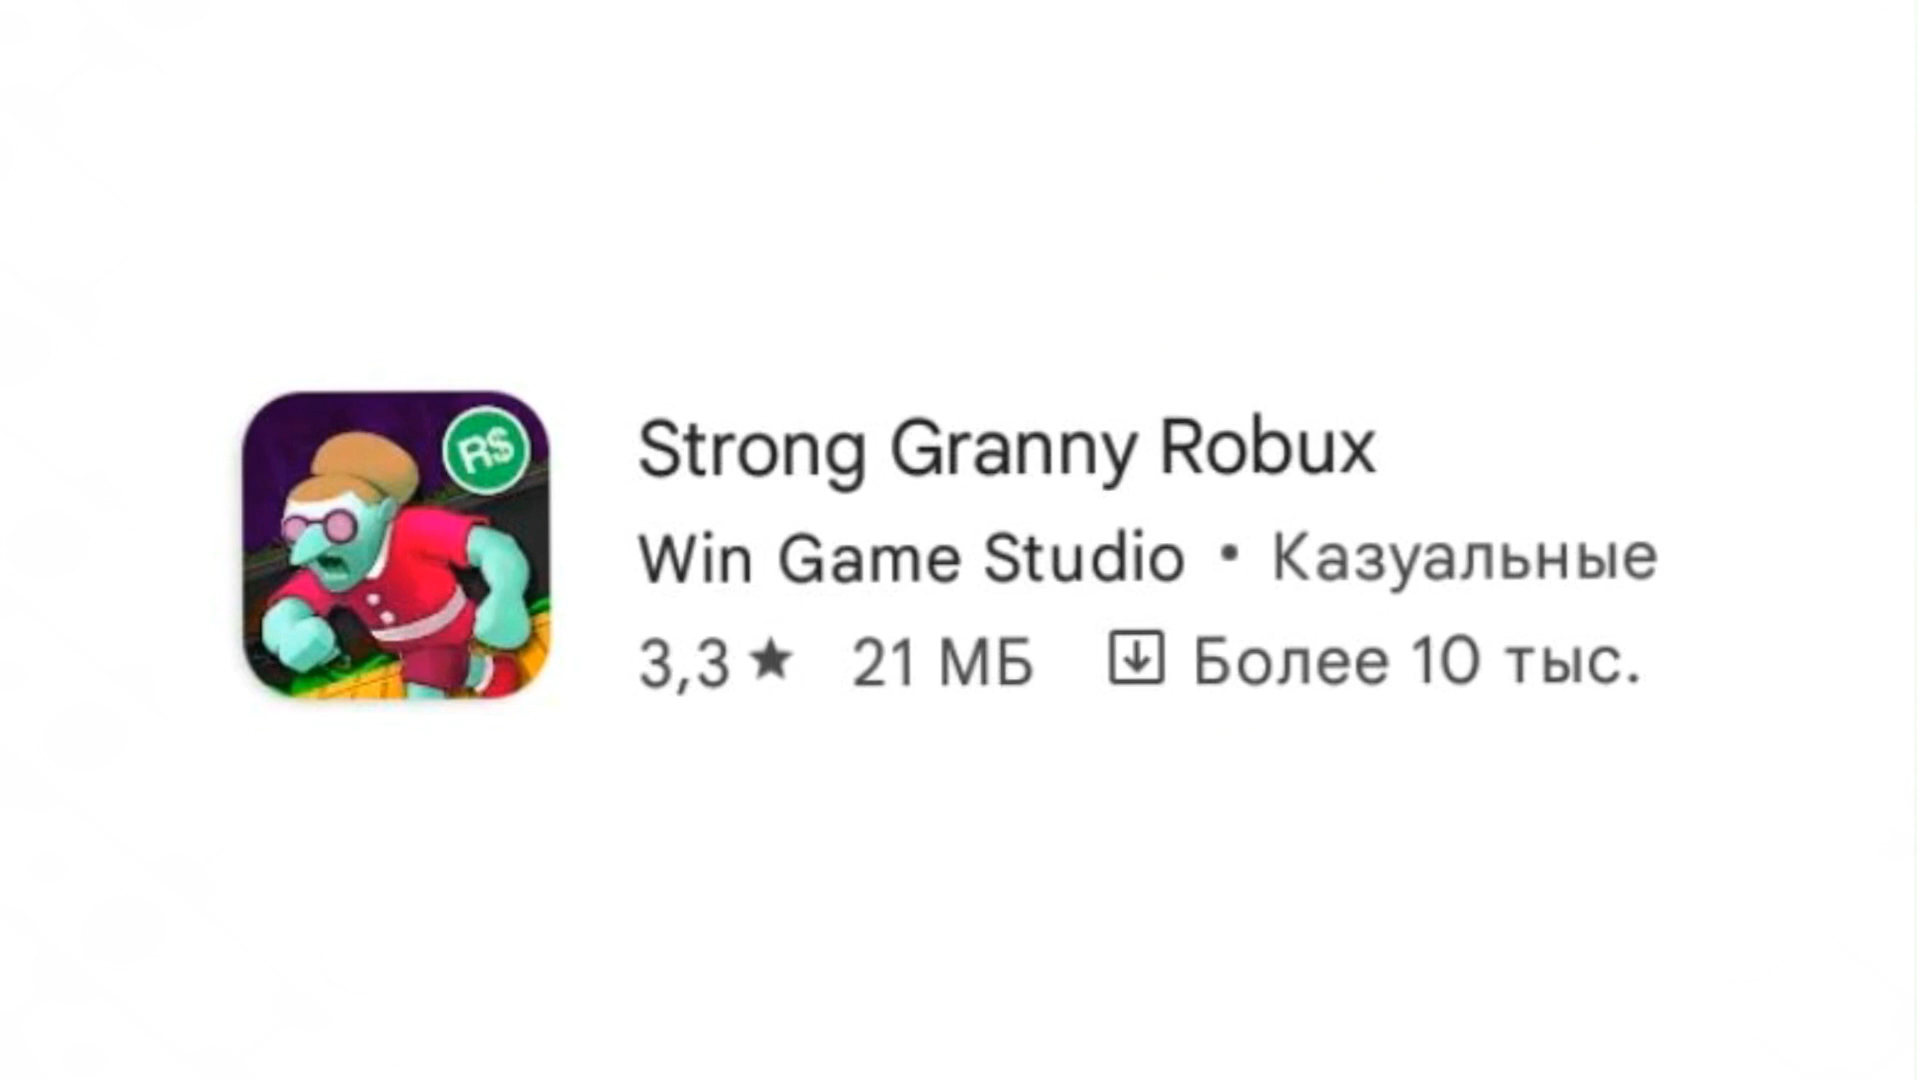 R$
Strong Granny Robux
Win Game Studio • Казуальные
3,3 ★ 21 МБ Более 10 тыс.